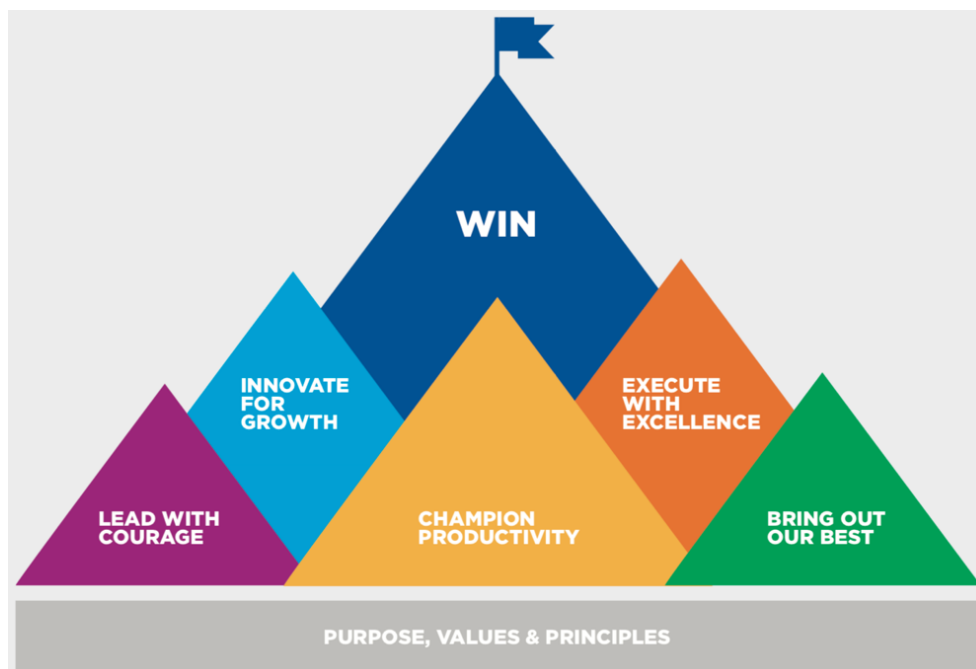 WIN
INNOVATE
FOR
GROWTH
EXECUTE
WITH
EXCELLENCE
LEAD WITH
COURAGE
CHAMPION
PRODUCTIVITY
BRING OUT
OUR BEST
PURPOSE, VALUES & PRINCIPLES